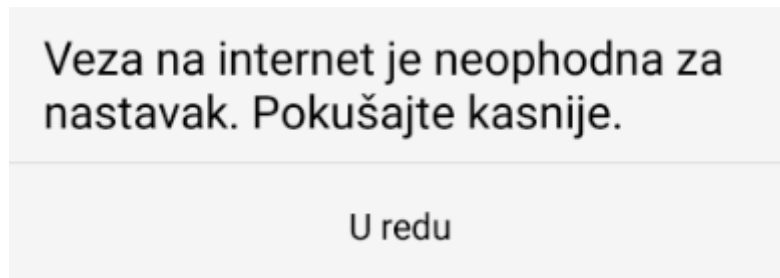 Veza na internet je neophodna za
nastavak. Pokušajte kasnije.
U redu